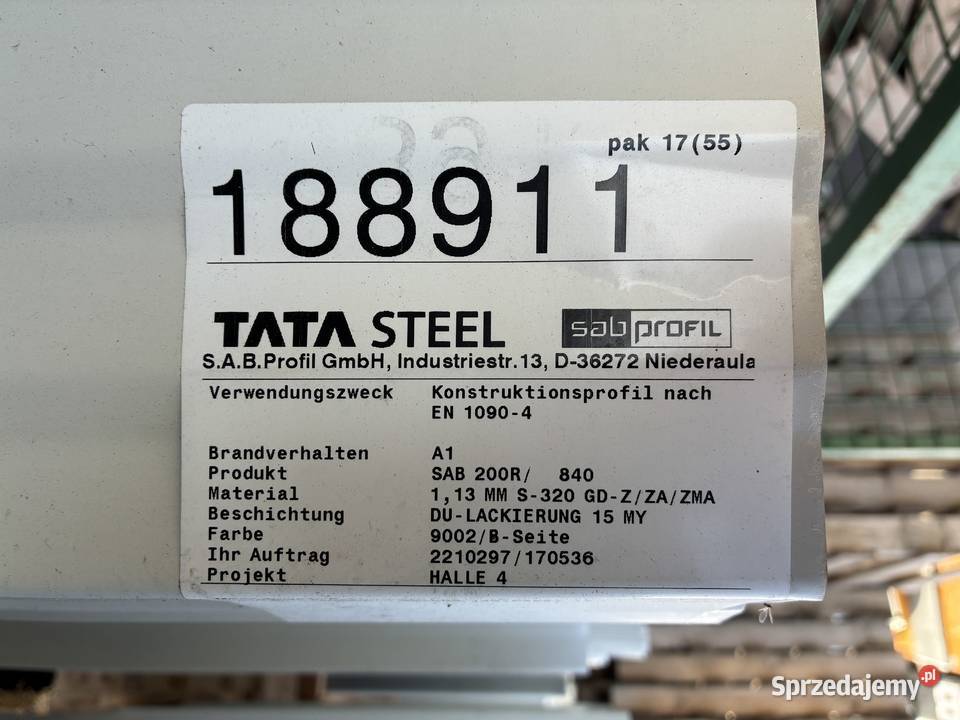 pak 17(55)
188911
TATA STEEL sab PROFIL
S.A.B.Profil GmbH, Industriestr.13, D-36272 Niederaula
Verwendungszweck Konstruktionsprofil nach
EN 1090-4
Brandverhalten A1
Produkt SAB 200R/ 840
Material 1,13 MM S-320 GD-Z/ZA/ZMA
Beschichtung DU-LACKIERUNG 15 MY
Farbe 9002/B-Seite
Ihr Auftrag 2210297/170536
Projekt HALLE 4
Sprzedajemy.pl